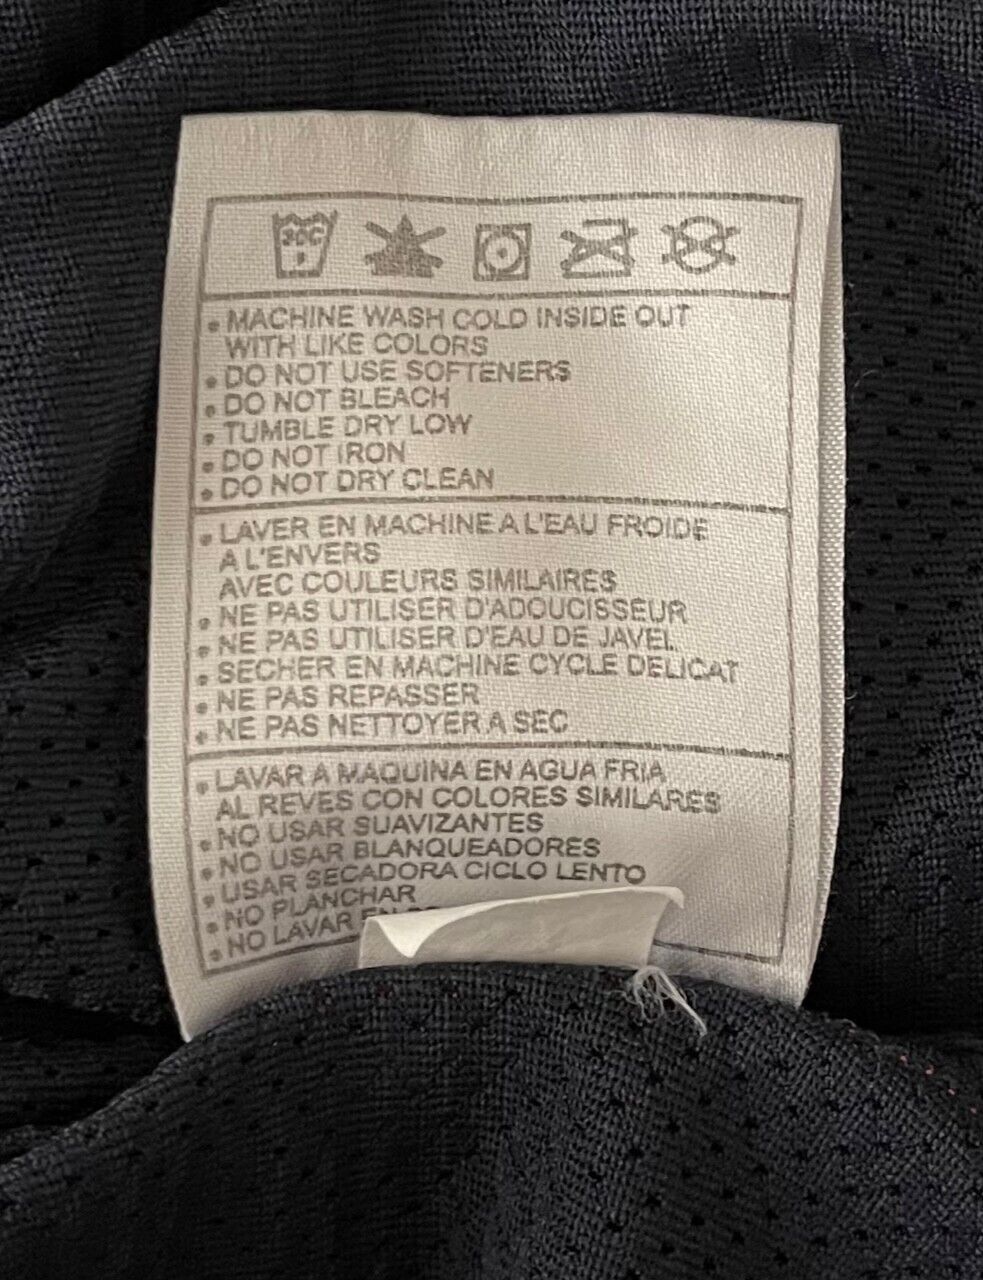 30C
• MACHINE WASH COLD INSIDE OUT
WITH LIKE COLORS
• DO NOT USE SOFTENERS
• DO NOT BLEACH
• TUMBLE DRY LOW
• DO NOT IRON
• DO NOT DRY CLEAN
• LAVER EN MACHINE A L'EAU FROIDE
A L'ENVERS
AVEC COULEURS SIMILAIRES
• NE PAS UTILISER D'ADOUCISSEUR
• NE PAS UTILISER D'EAU DE JAVEL
• SECHER EN MACHINE CYCLE DELICAT
• NE PAS REPASSER
• NE PAS NETTOYER A SEC
• LAVAR A MAQUINA EN AGUA FRIA
AL REVES CON COLORES SIMILARES
• NO USAR SUAVIZANTES
• NO USAR BLANQUEADORES
• USAR SECADORA CICLO LENTO
• NO PLANCHAR
• NO LAVAR EN